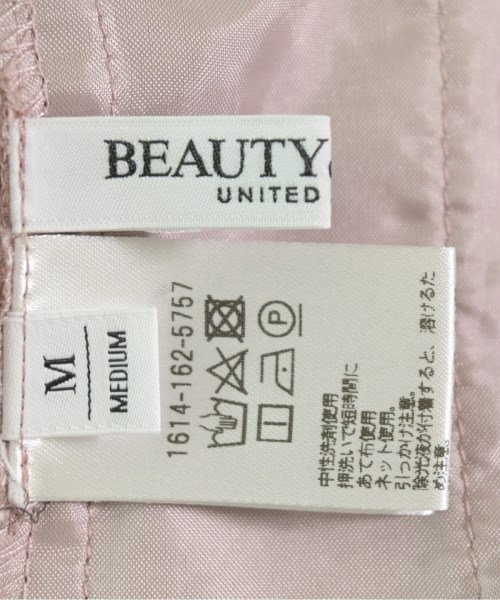 BEAUTY&
UNITED
M
MEDIUM
1614-162-5757
中性洗剤使用
押洗いで短時間に
あて布使用
ネット使用。
引っかけ注意。
除光液が付着すると、溶けるた
め注意。